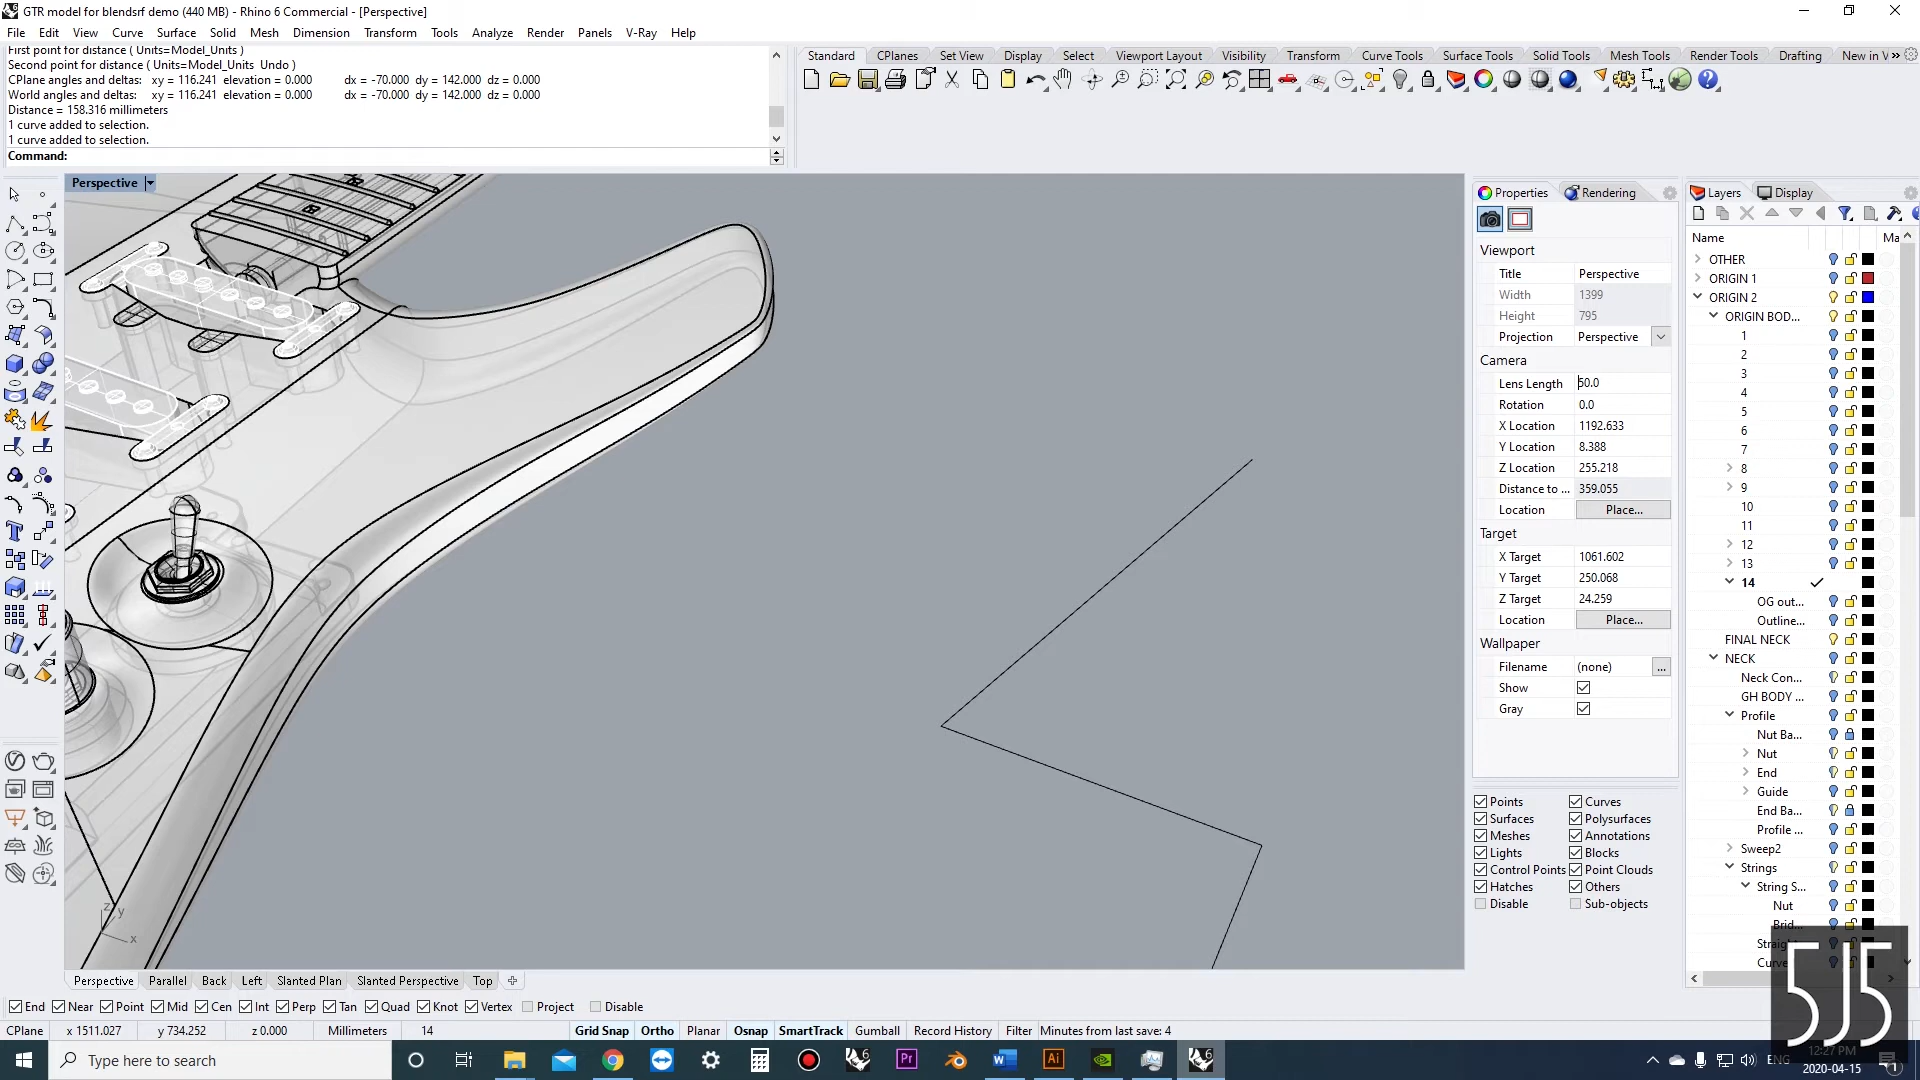 GTR model for blendsrf demo (440 MB) - Rhino 6 Commercial - [Perspective]
File Edit View Curve Surface Solid Mesh Dimension Transform Tools Analyze Render Panels V-Ray Help
First point for distance ( Units=Model_Units )
Second point for distance ( Units=Model_Units Undo )
CPlane angles and deltas: xy = 116.241 elevation = 0.000 dx = -70.000 dy = 142.000 dz = 0.000
World angles and deltas: xy = 116.241 elevation = 0.000 dx = -70.000 dy = 142.000 dz = 0.000
Distance = 158.316 millimeters
1 curve added to selection.
1 curve added to selection.
Command:
Standard CPlanes Set View Display Select Viewport Layout Visibility Transform Curve Tools Surface Tools Solid Tools Mesh Tools Render Tools Drafting New in V »
Perspective
Properties Rendering
Viewport
Title Perspective
Width 1399
Height 795
Projection Perspective
Camera
Lens Length 50.0
Rotation 0.0
X Location 1192.633
Y Location 8.388
Z Location 255.218
Distance to ... 359.055
Location Place...
Target
X Target 1061.602
Y Target 250.068
Z Target 24.259
Location Place...
Wallpaper
Filename (none) ...
Show
Gray
Points Curves
Surfaces Polysurfaces
Meshes Annotations
Lights Blocks
Control Points Point Clouds
Hatches Others
Disable Sub-objects
Layers Display
Name Ma
OTHER
ORIGIN 1
ORIGIN 2
ORIGIN BOD...
1
2
3
4
5
6
7
8
9
10
11
12
13
14
OG out...
Outline...
FINAL NECK
NECK
Neck Con...
GH BODY ...
Profile
Nut Ba...
Nut
End
Guide
End Ba...
Profile ...
Sweep2
Strings
String S...
Nut
z y
x
5J5
Perspective Parallel Back Left Slanted Plan Slanted Perspective Top
End Near Point Mid Cen Int Perp Tan Quad Knot Vertex Project Disable
CPlane x 1511.027 y 734.252 z 0.000 Millimeters 14 Grid Snap Ortho Planar Osnap SmartTrack Gumball Record History Filter Minutes from last save: 4
Type here to search
ENG
12:27 PM
2020-04-15